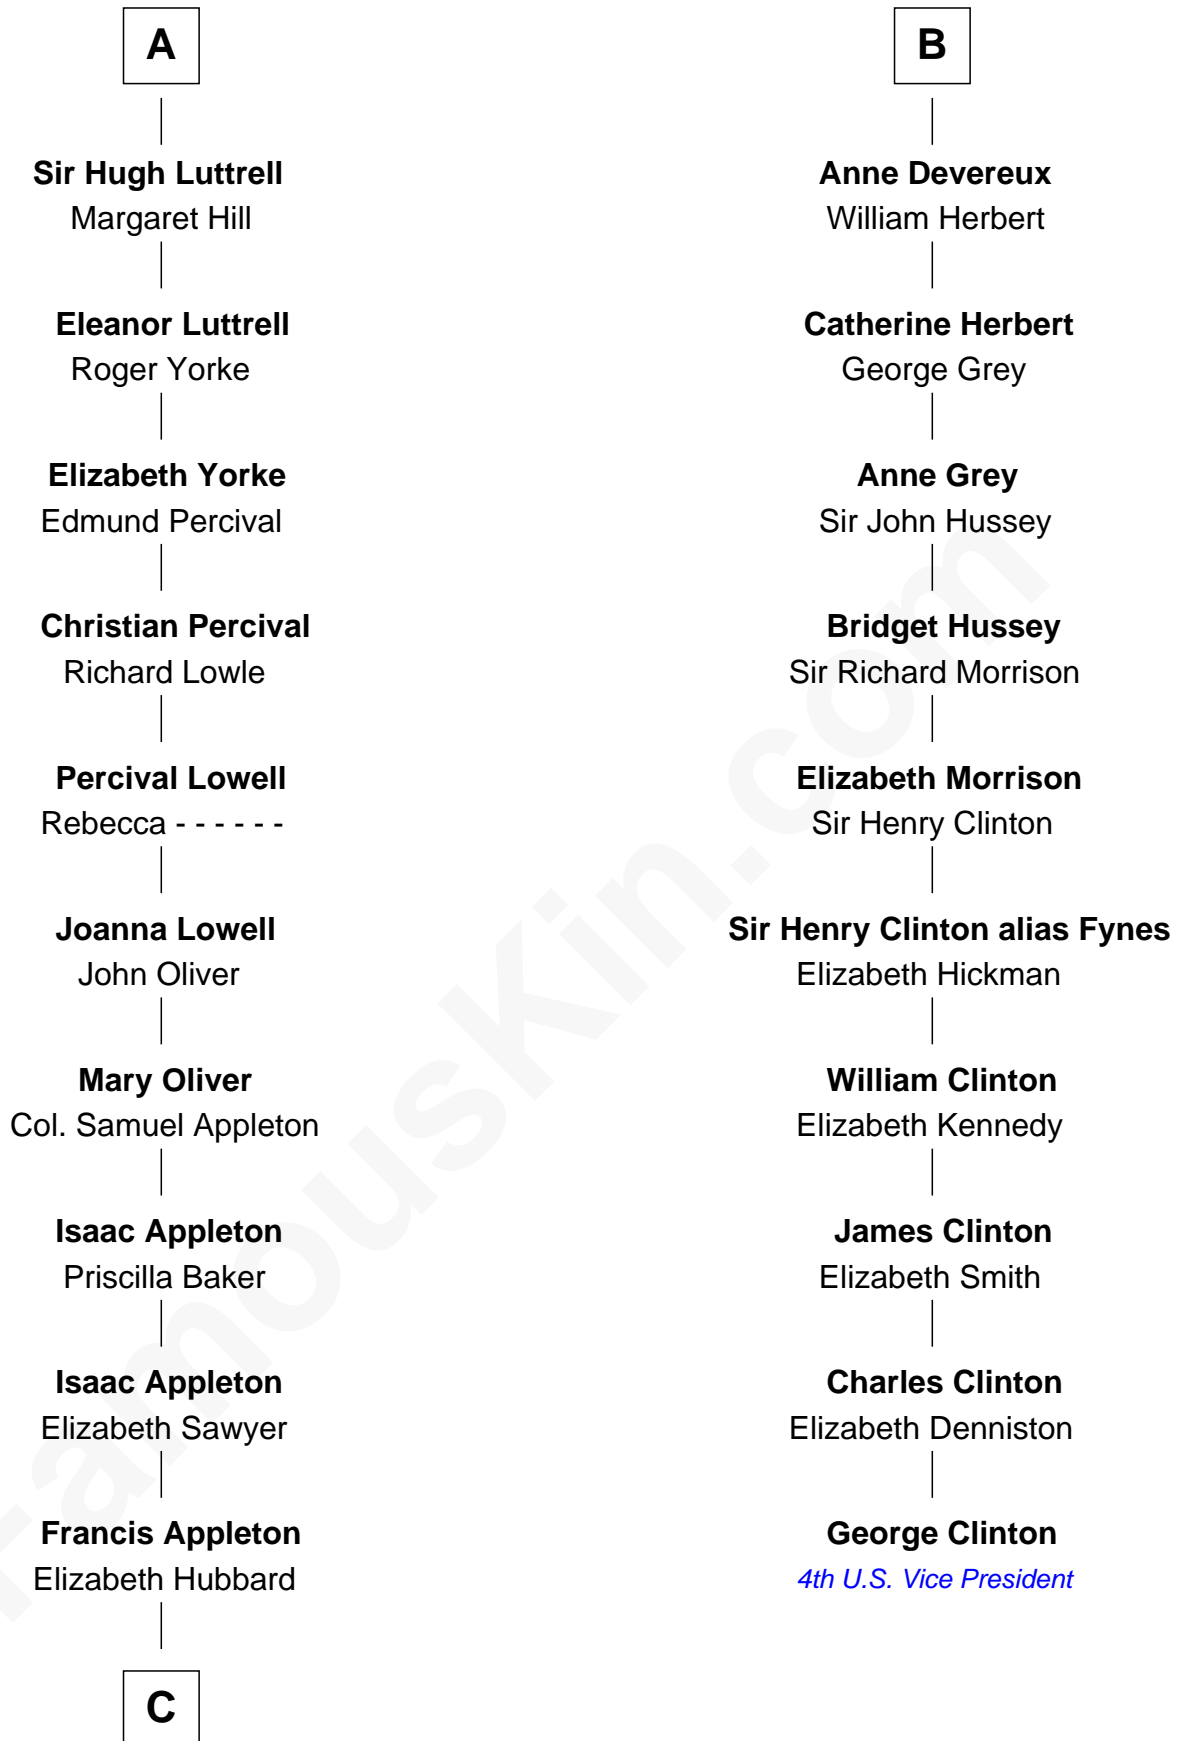 A
Sir Hugh Luttrell
Margaret Hill
Eleanor Luttrell
Roger Yorke
Elizabeth Yorke
Edmund Percival
Christian Percival
Richard Lowle
Percival Lowell
Rebecca - - - - - -
Joanna Lowell
John Oliver
Mary Oliver
Col. Samuel Appleton
Isaac Appleton
Priscilla Baker
Isaac Appleton
Elizabeth Sawyer
Francis Appleton
Elizabeth Hubbard
C
B
Anne Devereux
William Herbert
Catherine Herbert
George Grey
Anne Grey
Sir John Hussey
Bridget Hussey
Sir Richard Morrison
Elizabeth Morrison
Sir Henry Clinton
Sir Henry Clinton alias Fynes
Elizabeth Hickman
William Clinton
Elizabeth Kennedy
James Clinton
Elizabeth Smith
Charles Clinton
Elizabeth Denniston
George Clinton
4th U.S. Vice President
FamousKin.com